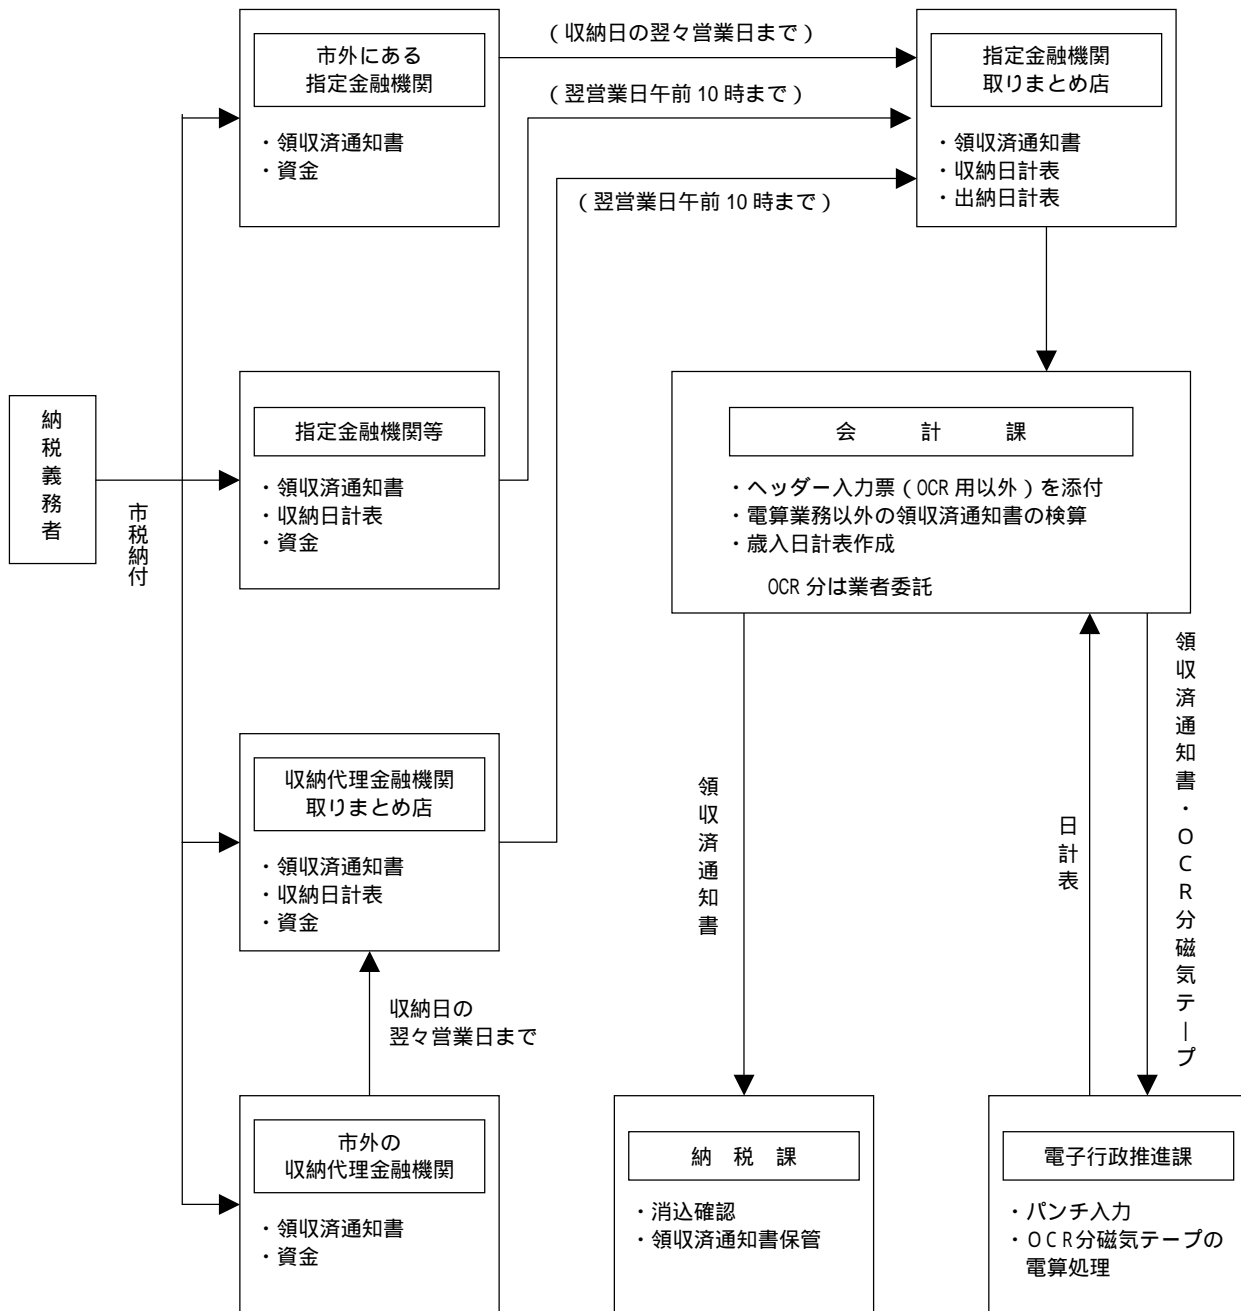 市外にある
指定金融機関
・領収済通知書
・資金
（収納日の翌々営業日まで）
（翌営業日午前10時まで）
（翌営業日午前10時まで）
指定金融機関
取りまとめ店
・領収済通知書
・収納日計表
・出納日計表
納税義務者
市税納付
指定金融機関等
・領収済通知書
・収納日計表
・資金
会計課
・ヘッダー入力票（OCR用以外）を添付
・電算業務以外の領収済通知書の検算
・歳入日計表作成
OCR分は業者委託
収納代理金融機関
取りまとめ店
・領収済通知書
・収納日計表
・資金
領収済通知書
日計表
領収済通知書・OCR分磁気テープ
収納日の
翌々営業日まで
市外の
収納代理金融機関
・領収済通知書
・資金
納税課
・消込確認
・領収済通知書保管
電子行政推進課
・パンチ入力
・OCR分磁気テープの
電算処理